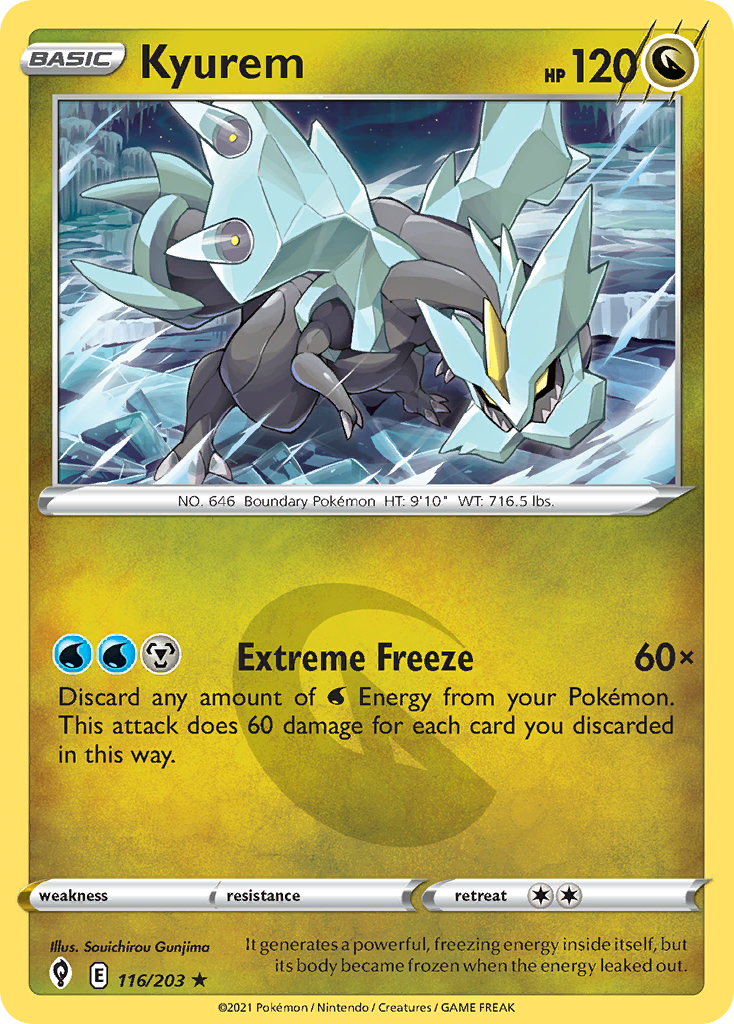 BASIC Kyurem HP 120
NO. 646 Boundary Pokémon HT: 9'10" WT: 716.5 lbs.
Extreme Freeze 60×
Discard any amount of Energy from your Pokémon.
This attack does 60 damage for each card you discarded
in this way.
weakness resistance retreat
Illus. Souichirou Gunjima
It generates a powerful, freezing energy inside itself, but
its body became frozen when the energy leaked out.
E 116/203 ★
©2021 Pokémon / Nintendo / Creatures / GAME FREAK